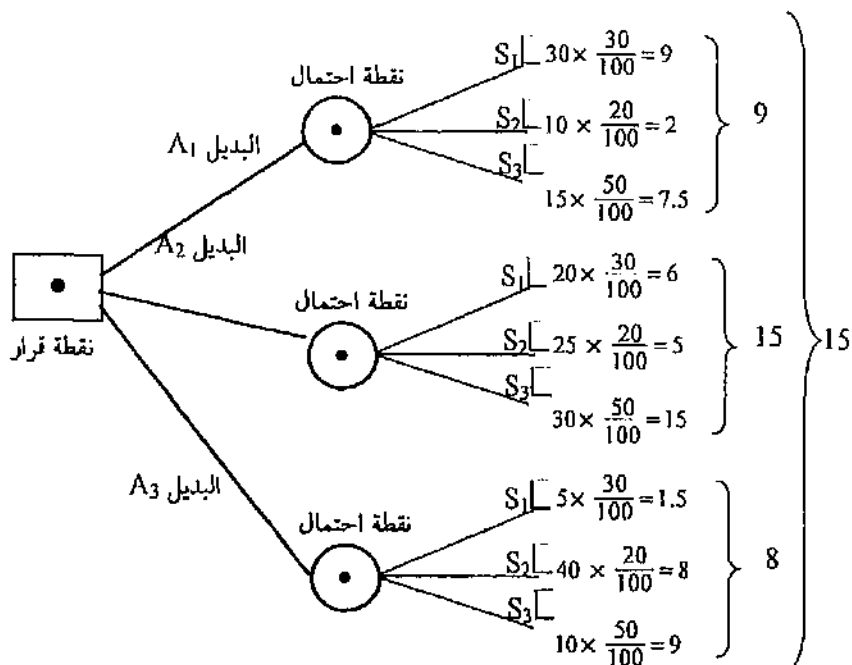 نقطة احتمال
S₁ 30 × 30/100 = 9
S₂ 10 × 20/100 = 2
S₃
15 × 50/100 = 7.5
9
البديل A₁
البديل A₂
نقطة قرار
نقطة احتمال
S₁ 20 × 30/100 = 6
S₂ 25 × 20/100 = 5
S₃
30 × 50/100 = 15
15
15
البديل A₃
نقطة احتمال
S₁ 5 × 30/100 = 1.5
S₂ 40 × 20/100 = 8
S₃
10 × 50/100 = 9
8